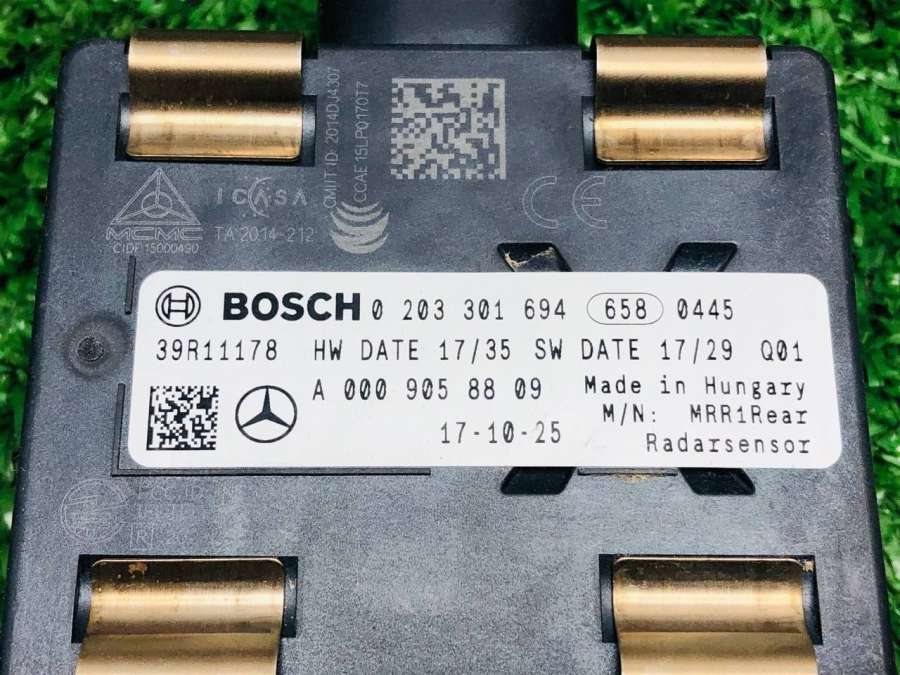 CMIIT ID: 2014DJ4307
CCAE15LP0170T7
ICASA
TA 2014-212
MCMC
CIDF15000490
CE
BOSCH 0 203 301 694 658 0445
39R11178 HW DATE 17/35 SW DATE 17/29 Q01
A 000 905 88 09 Made in Hungary
M/N: MRR1Rear
17-10-25 Radarsensor